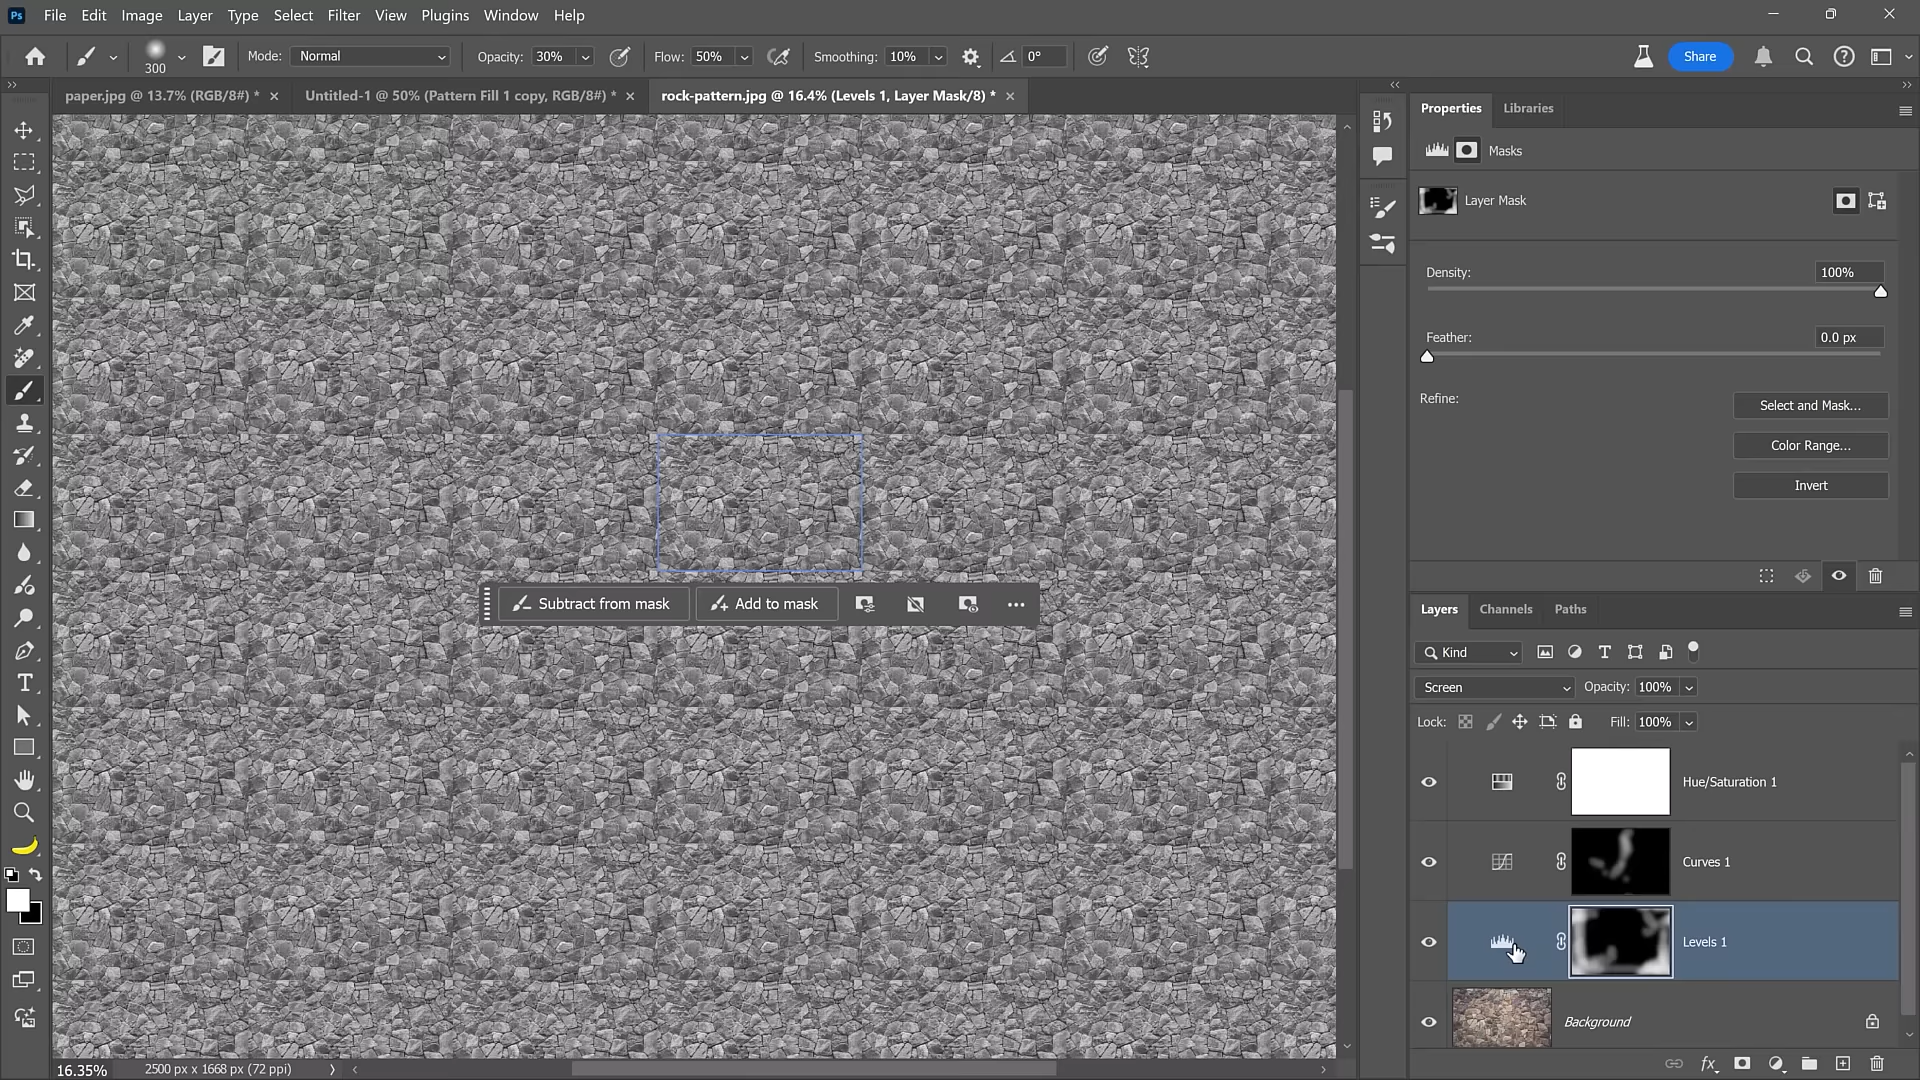 Ps File Edit Image Layer Type Select Filter View Plugins Window Help
300 Mode: Normal Opacity: 30% Flow: 50% Smoothing: 10% 0° Share
paper.jpg @ 13.7% (RGB/8#) * Untitled-1 @ 50% (Pattern Fill 1 copy, RGB/8#) * rock-pattern.jpg @ 16.4% (Levels 1, Layer Mask/8) *
Properties Libraries
Masks
Layer Mask
Density: 100%
Feather: 0.0 px
Refine:
Select and Mask...
Color Range...
Invert
Subtract from mask Add to mask
Layers Channels Paths
Kind
Screen Opacity: 100%
Lock: Fill: 100%
Hue/Saturation 1
Curves 1
Levels 1
Background
fx
16.35% 2500 px x 1668 px (72 ppi)